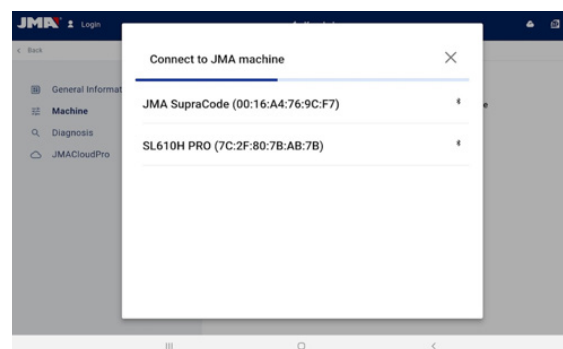 JMA Login
< Back
Connect to JMA machine
General Informat
JMA SupraCode (00:16:A4:76:9C:F7)
Machine
Diagnosis
SL610H PRO (7C:2F:80:7B:AB:7B)
JMACloudPro